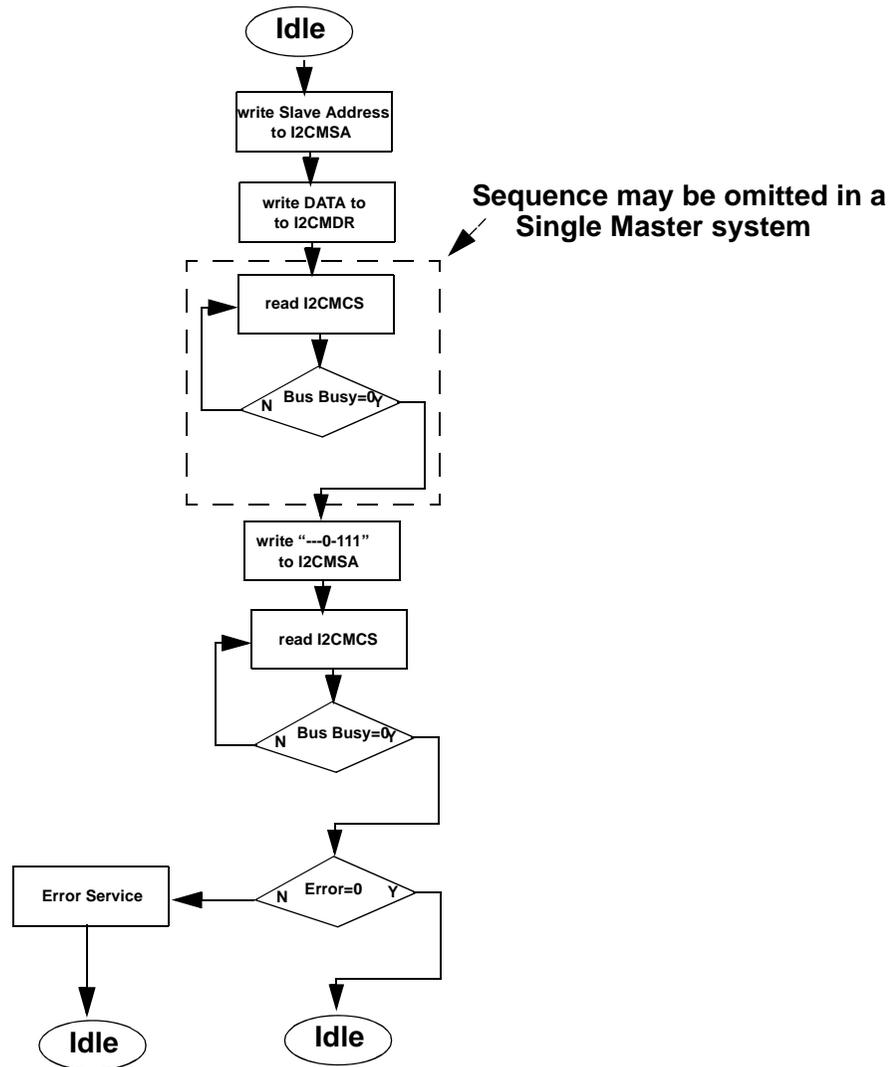 Idle
write Slave Address
to I2CMSA
write DATA to
to I2CMDR
Sequence may be omitted in a
Single Master system
read I2CMCS
Bus Busy=0
N
Y
write “---0-111”
to I2CMSA
read I2CMCS
Bus Busy=0
N
Y
Error Service
N
Error=0
Y
Idle
Idle